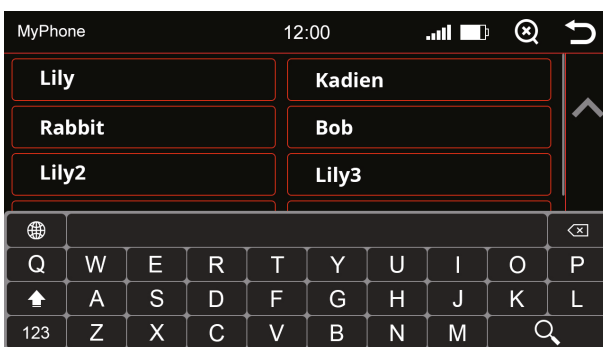 MyPhone 12:00
Lily Kadien
Rabbit Bob
Lily2 Lily3
Q W E R T Y U I O P
A S D F G H J K L
123 Z X C V B N M